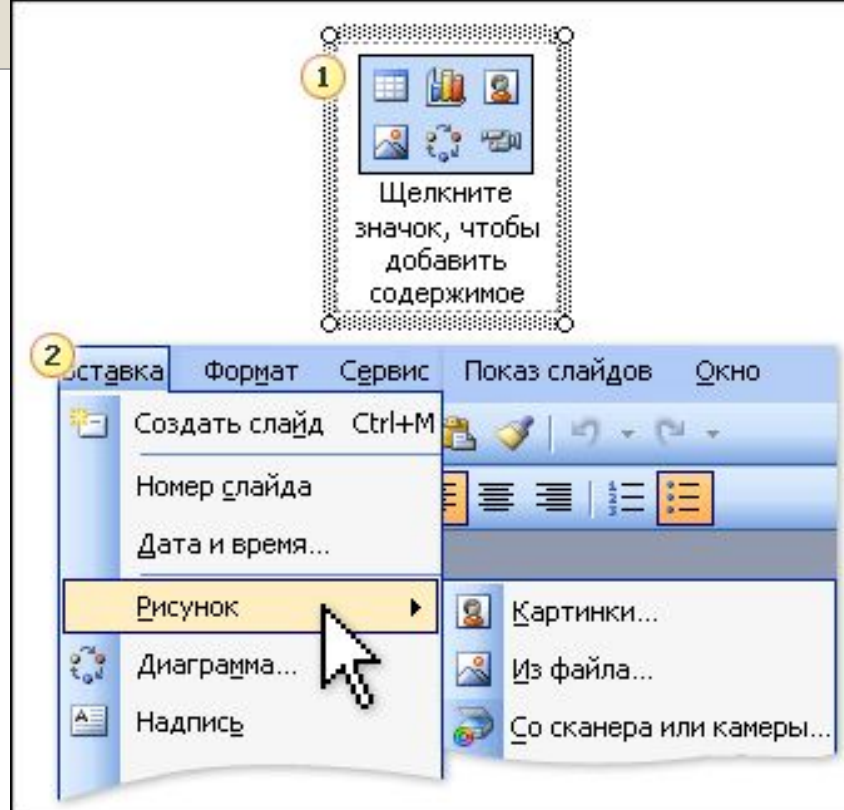 1
Щелкните
значок, чтобы
добавить
содержимое
2
ставка Формат Сервис Показ слайдов Окно
Создать слайд Ctrl+M
Номер слайда
Дата и время...
Рисунок
Картинки...
Диаграмма...
Из файла...
Надпись
Со сканера или камеры...